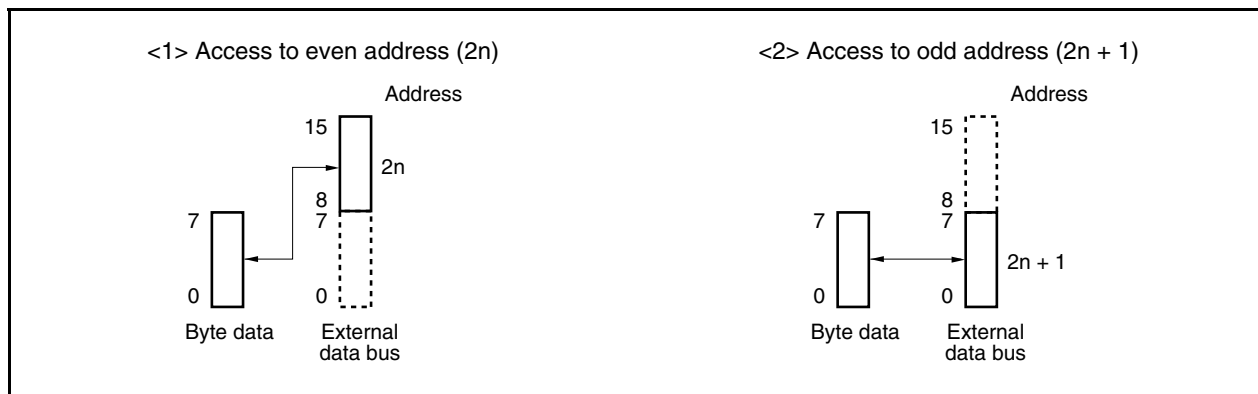 <1> Access to even address (2n)
Address
15
2n
8
7
7
0
0
Byte data
External
data bus
<2> Access to odd address (2n + 1)
Address
15
8
7
7
2n + 1
0
0
Byte data
External
data bus